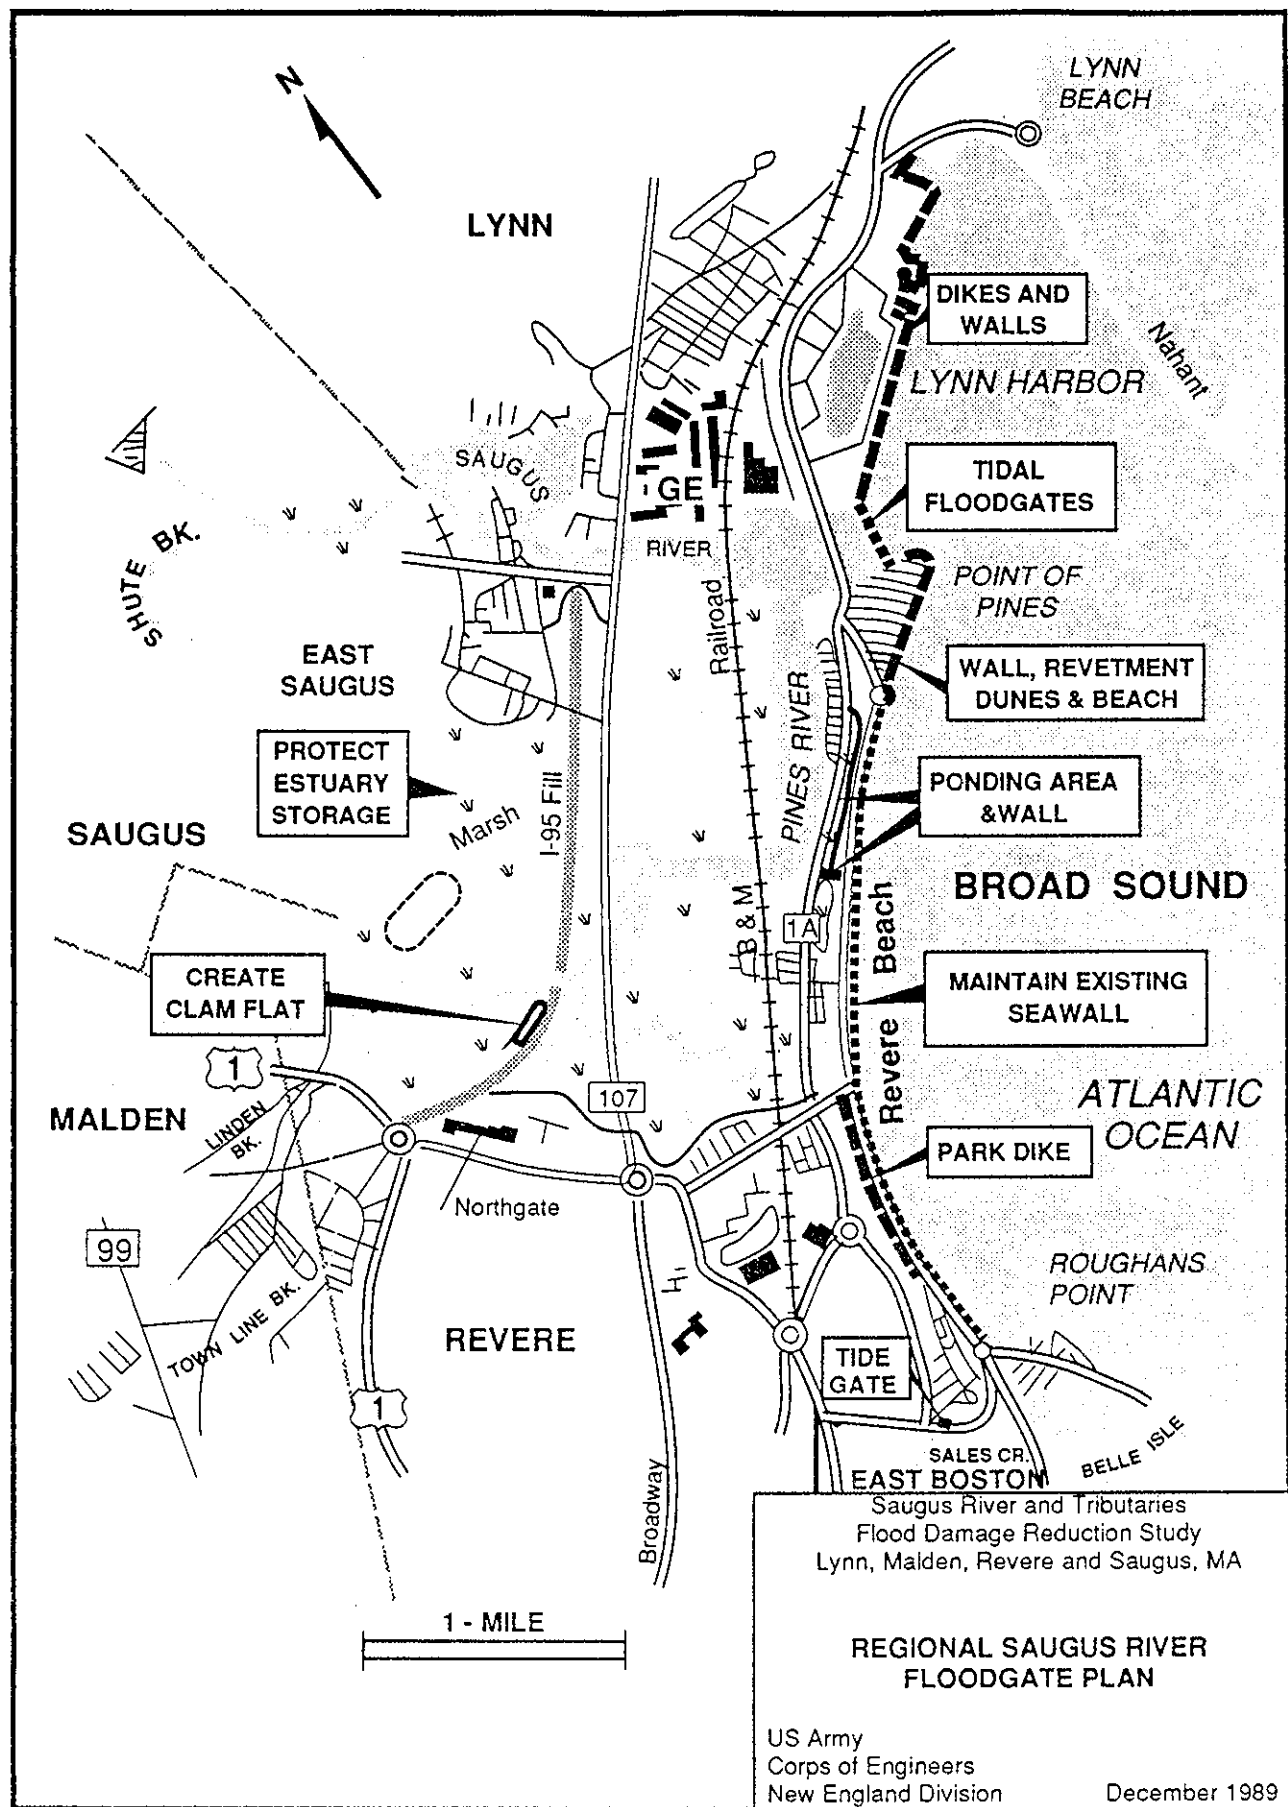 N
LYNN
BEACH
LYNN
DIKES AND
WALLS
Nahant
LYNN HARBOR
SAUGUS
TIDAL
FLOODGATES
GE
SHUTE BK.
RIVER
POINT OF
PINES
Railroad
EAST
SAUGUS
WALL, REVETMENT
DUNES & BEACH
PROTECT
ESTUARY
STORAGE
PINES RIVER
I-95 Fill
PONDING AREA
&WALL
Marsh
SAUGUS
BROAD SOUND
B & M
1A
Revere Beach
CREATE
CLAM FLAT
MAINTAIN EXISTING
SEAWALL
1
107
MALDEN
LINDEN
BK.
ATLANTIC
OCEAN
PARK DIKE
Northgate
99
ROUGHANS
POINT
TOWN LINE BK.
REVERE
TIDE
GATE
1
SALES CR.
BELLE ISLE
EAST BOSTON
Broadway
Saugus River and Tributaries
Flood Damage Reduction Study
Lynn, Malden, Revere and Saugus, MA
1 - MILE
REGIONAL SAUGUS RIVER
FLOODGATE PLAN
US Army
Corps of Engineers
New England Division
December 1989